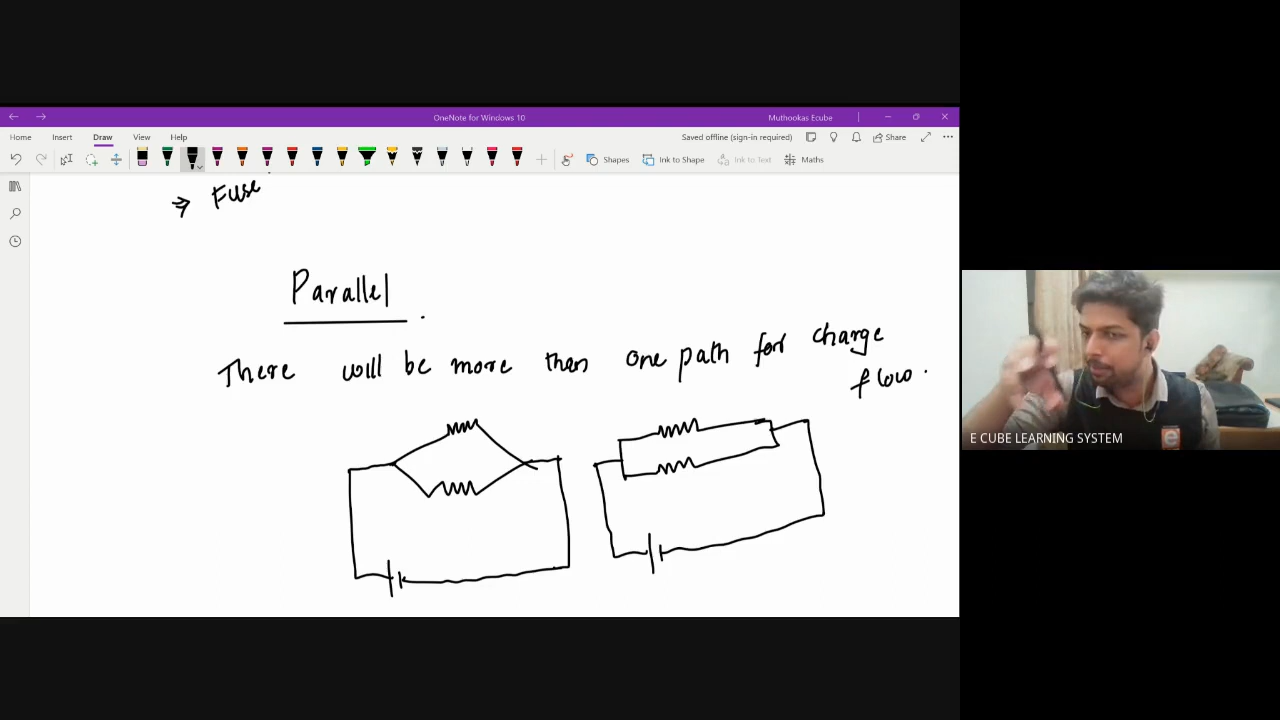 OneNote for Windows 10
Muthookas Ecube
Home Insert Draw View Help
Saved offline (sign-in required)
Share
Shapes
Ink to Shape
Ink to Text
Maths
⇒ Fuse
Parallel.
There will be more than one path for charge
flow.
E CUBE LEARNING SYSTEM